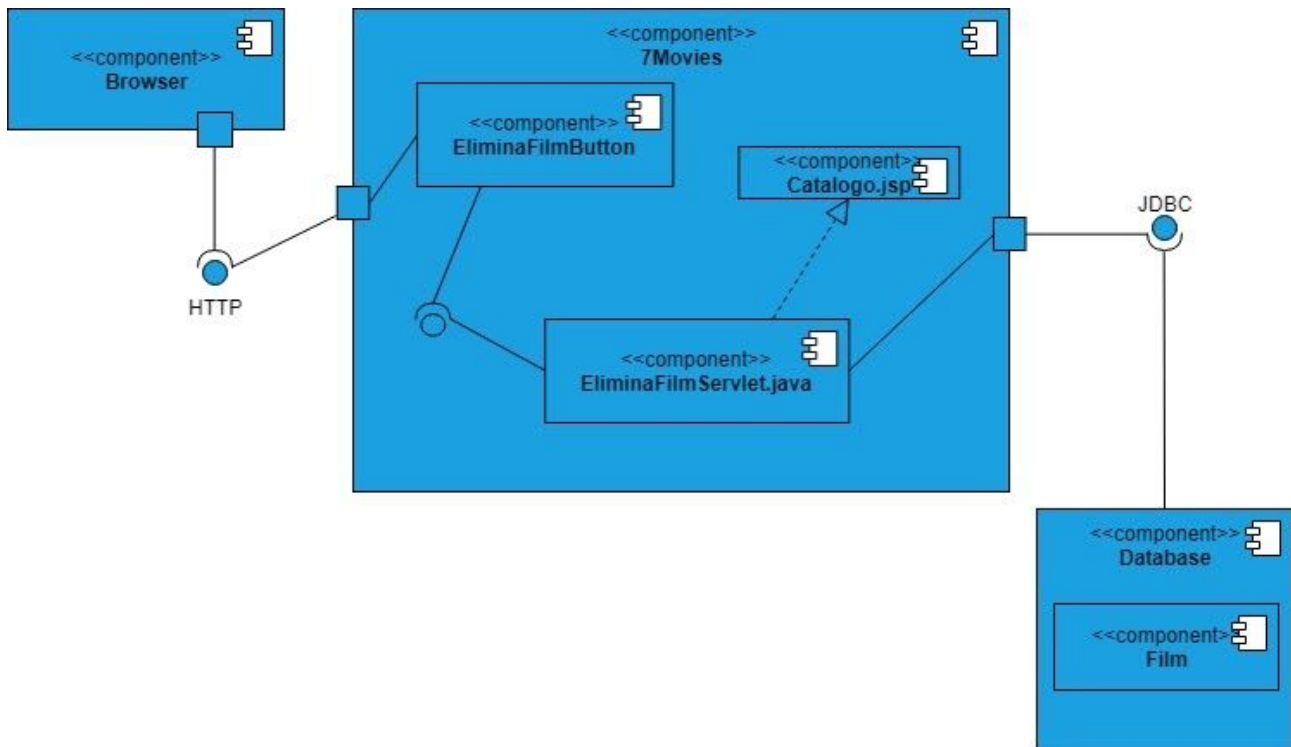 <<component>>
Browser
<<component>>
7Movies
<<component>>
EliminaFilmButton
<<component>>
Catalogo.jsp
HTTP
JDBC
<<component>>
EliminaFilmServlet.java
<<component>>
Database
<<component>>
Film